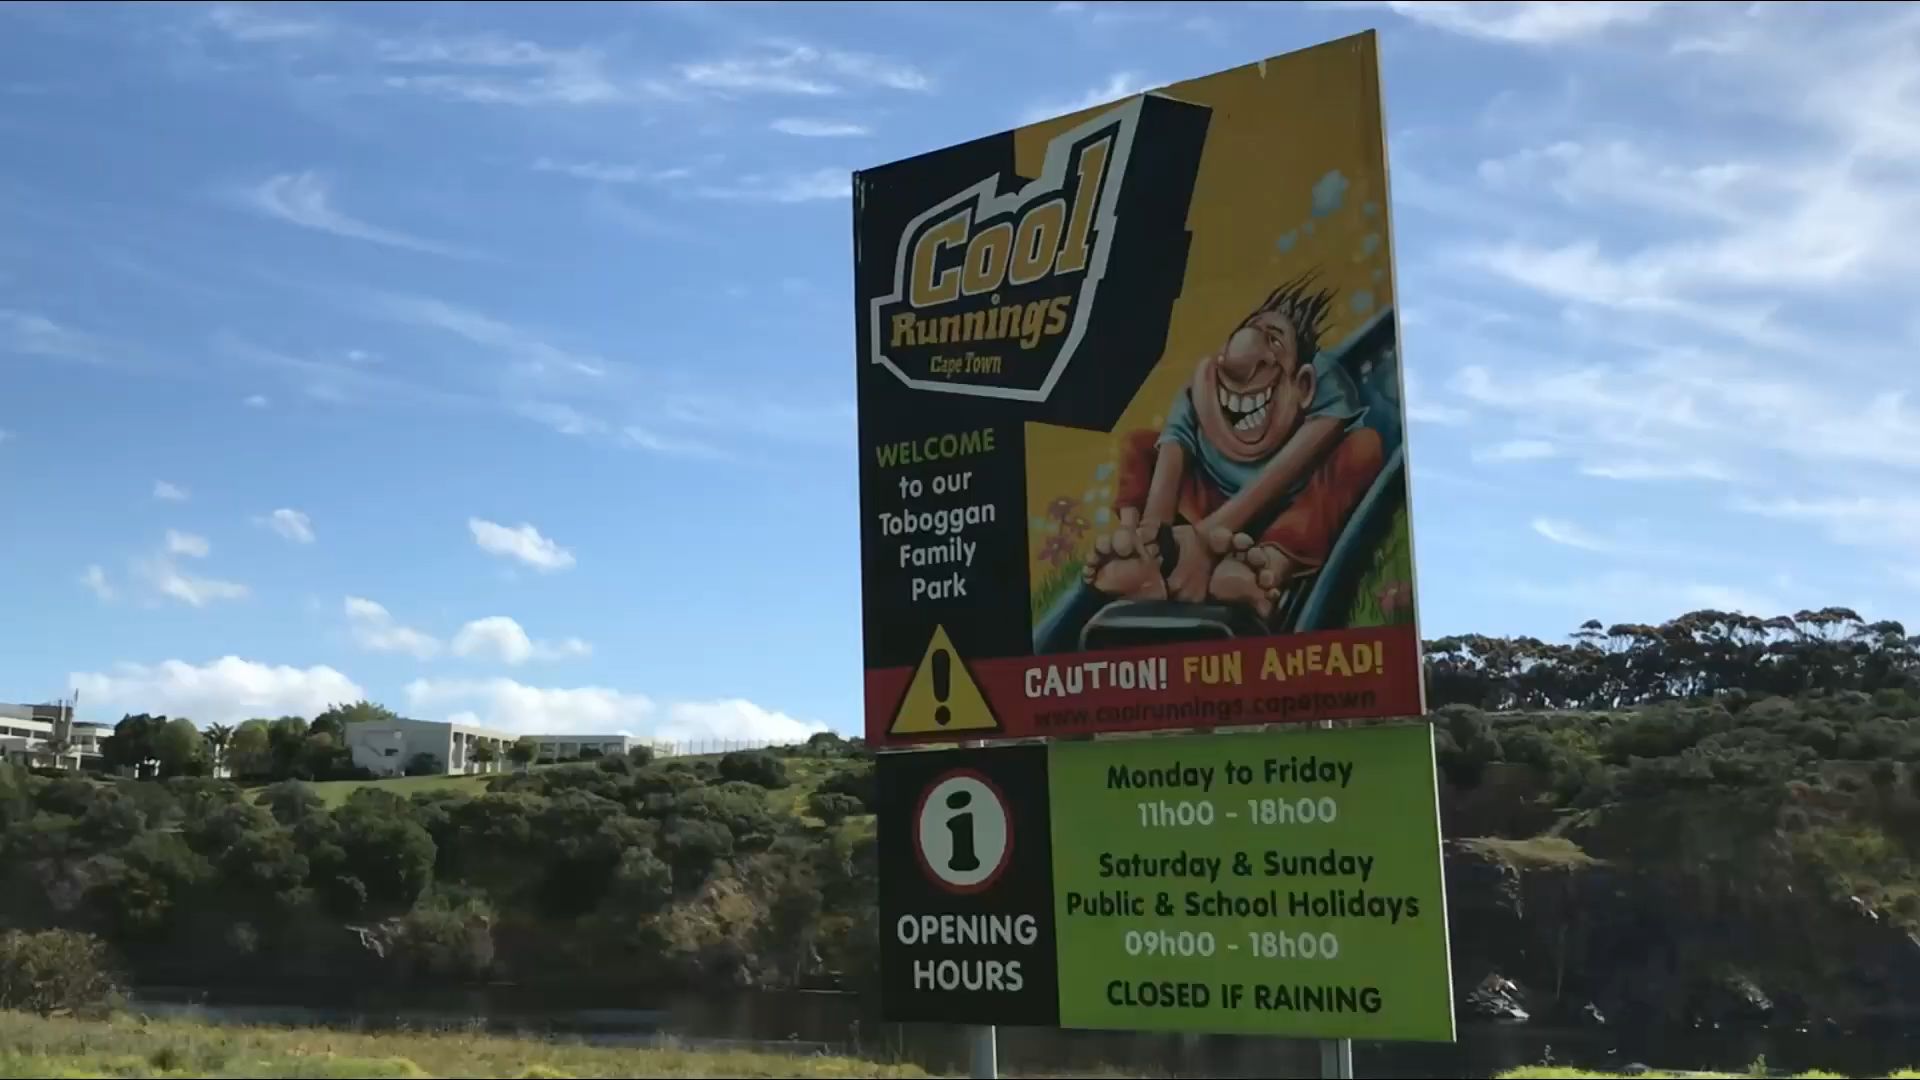 Cool
Runnings
Cape Town
WELCOME
to our
Toboggan
Family
Park
CAUTION! FUN AHEAD!
www.coolrunnings.capetown
i
OPENING
HOURS
Monday to Friday
11h00 - 18h00
Saturday & Sunday
Public & School Holidays
09h00 - 18h00
CLOSED IF RAINING